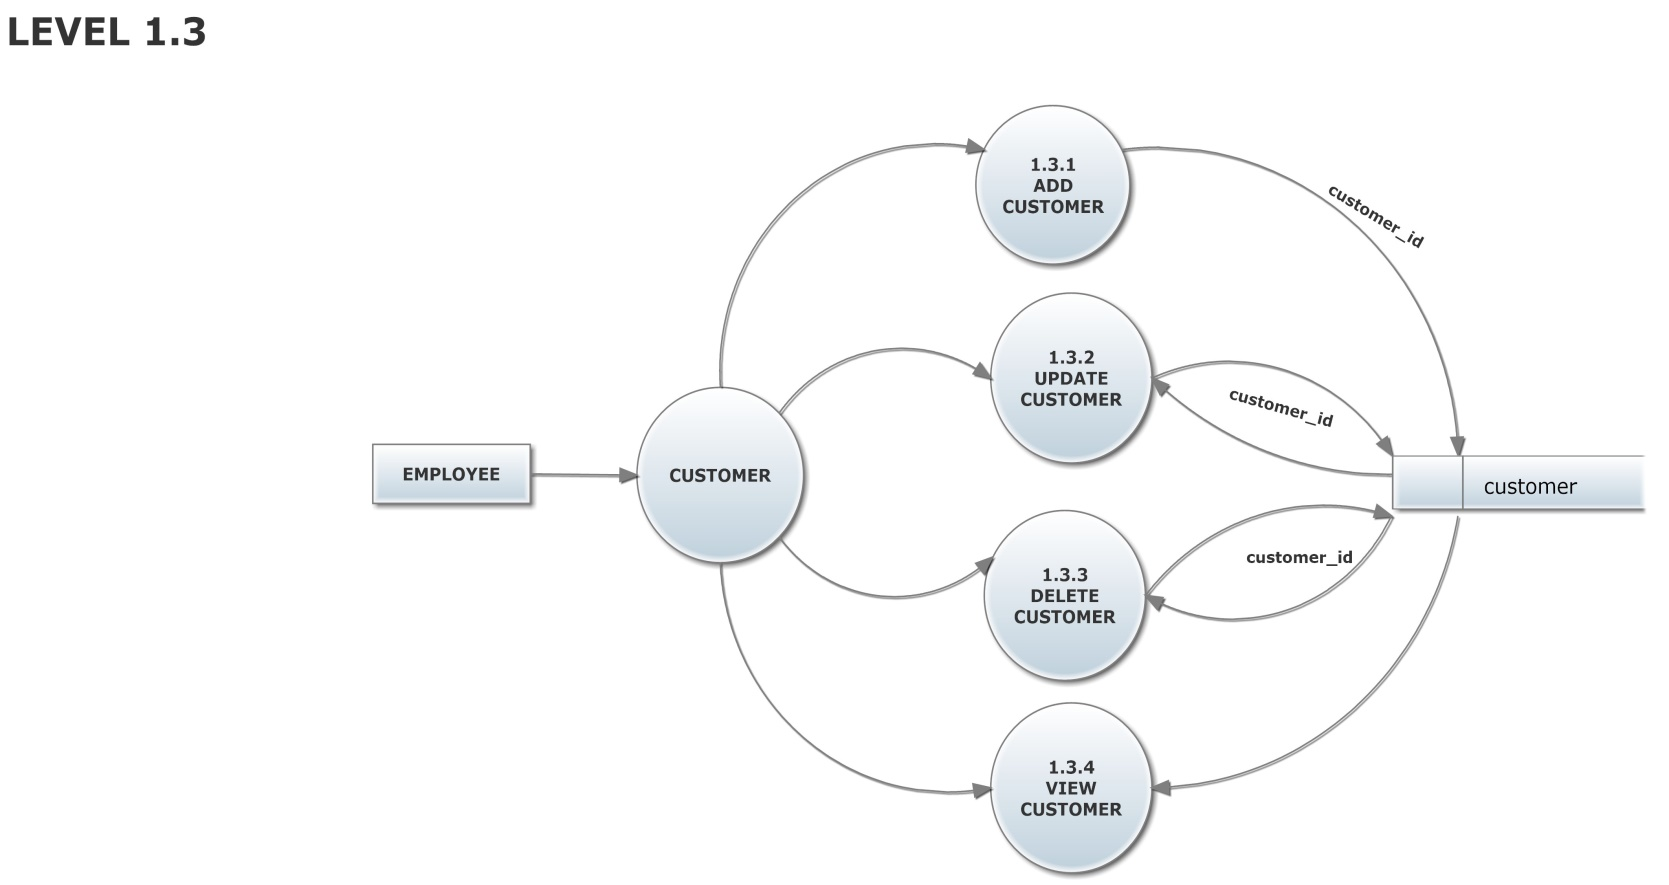 LEVEL 1.3
1.3.1
ADD
CUSTOMER
customer_id
1.3.2
UPDATE
CUSTOMER
customer_id
EMPLOYEE
CUSTOMER
customer
1.3.3
DELETE
CUSTOMER
customer_id
1.3.4
VIEW
CUSTOMER